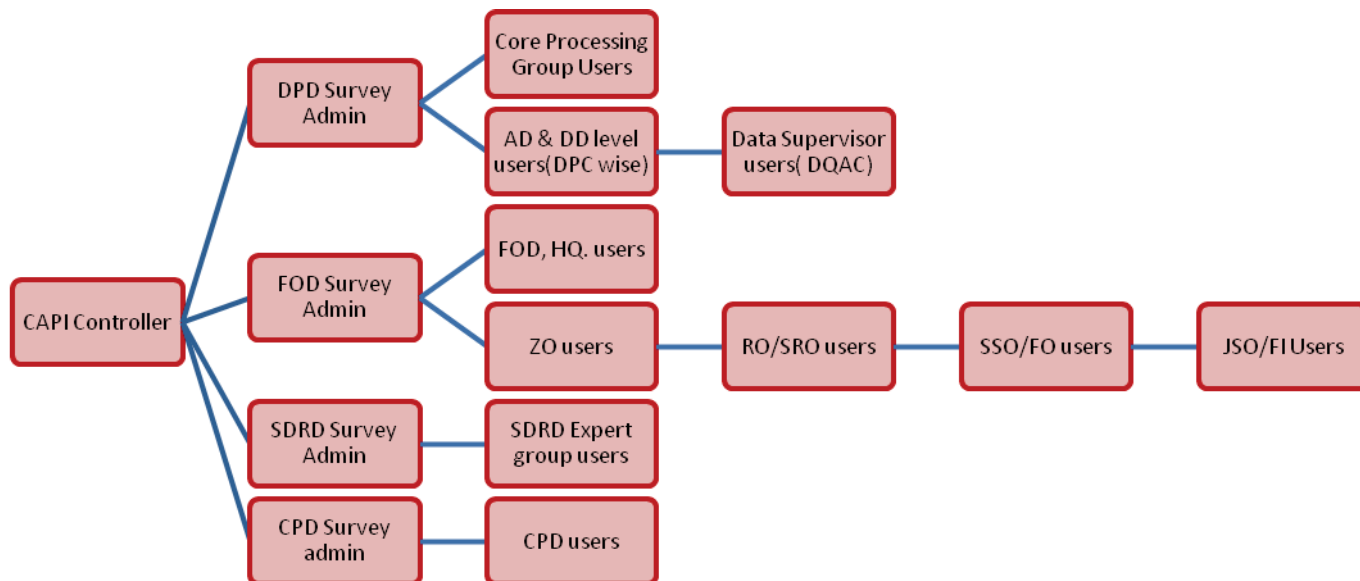 Core Processing
Group Users
DPD Survey
Admin
AD & DD level
users(DPC wise)
Data Supervisor
users( DQAC)
FOD, HQ. users
FOD Survey
Admin
CAPI Controller
ZO users
RO/SRO users
SSO/FO users
JSO/FI Users
SDRD Survey
Admin
SDRD Expert
group users
CPD Survey
admin
CPD users